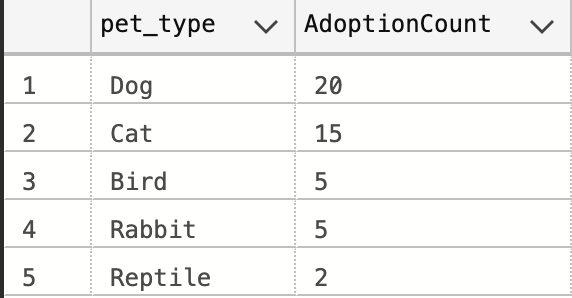 pet_type AdoptionCount
1 Dog 20
2 Cat 15
3 Bird 5
4 Rabbit 5
5 Reptile 2